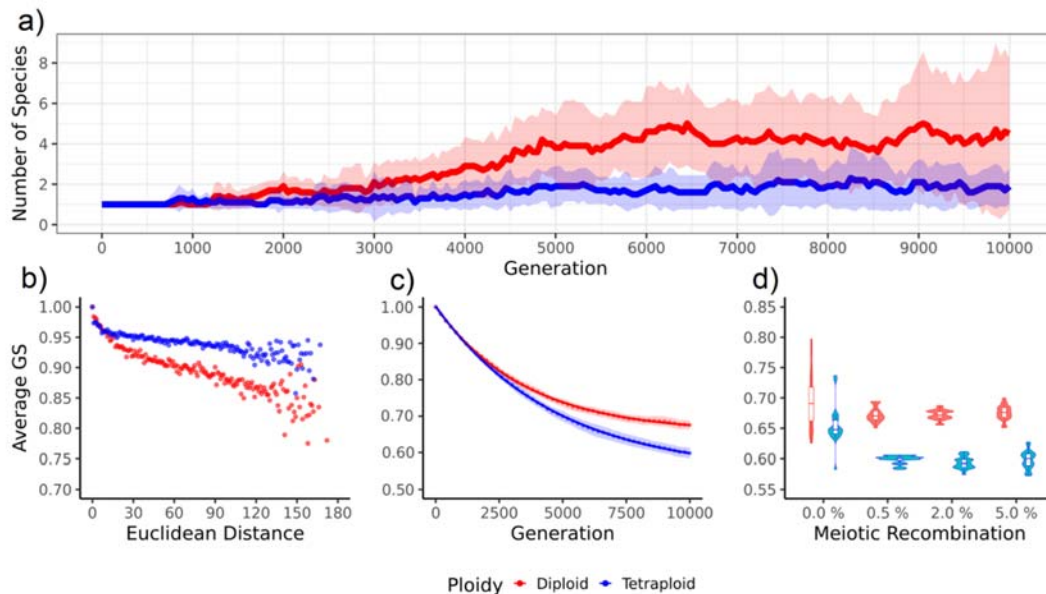 a)
Number of Species
8
6
4
2
0
0 1000 2000 3000 4000 5000 6000 7000 8000 9000 10000
Generation
b)
Average GS
1.00
0.95
0.90
0.85
0.80
0.75
0.70
0 30 60 90 120 150 180
Euclidean Distance
c)
1.00
0.90
0.80
0.70
0.60
0.50
0 2500 5000 7500 10000
Generation
d)
0.85
0.80
0.75
0.70
0.65
0.60
0.55
0.0 % 0.5 % 2.0 % 5.0 %
Meiotic Recombination
Ploidy Diploid Tetraploid